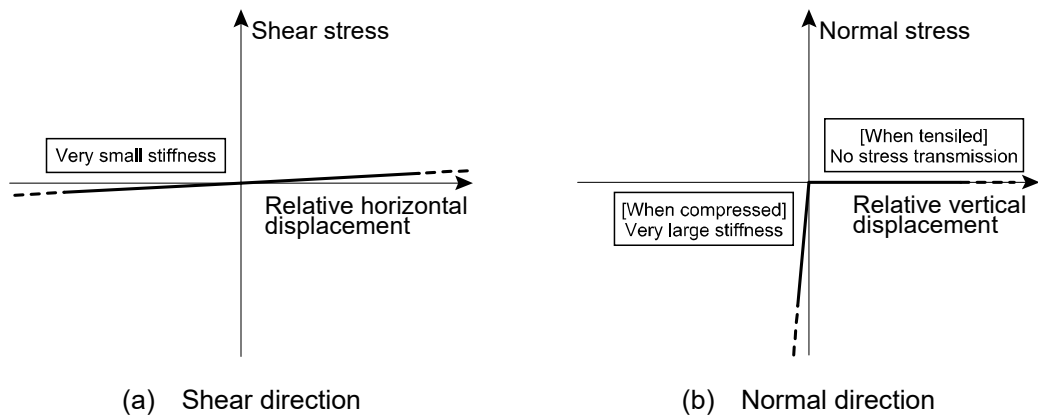 Shear stress
Very small stiffness
Relative horizontal
displacement
(a) Shear direction
Normal stress
[When tensiled]
No stress transmission
[When compressed]
Very large stiffness
Relative vertical
displacement
(b) Normal direction